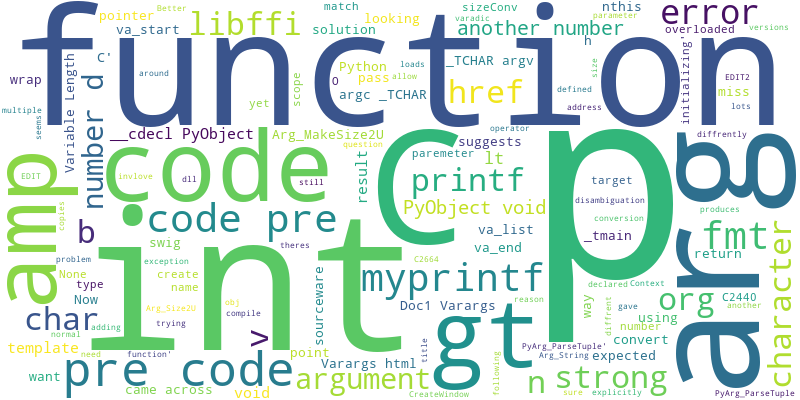 function
int
c
p
code
arg
amp
gt
pre code
code pre
myprintf
printf
error
href
libffi
another number
number d
strong
argument
character
fmt
org
char
b
n
v
PyObject void
__cdecl PyObject
Arg_MakeSize2U
_TCHAR argv
argc _TCHAR
Python
pass
looking
pointer
va_start
match
solution
sizeConv
nthis
h
overloaded
initializing'
EDIT2
versions
lots
miss
Better
varadic
parameter
loads
allow
O
defined
size
address
around
scope
yet
C'
wrap
Variable Length
multiple
seems
EDIT
invlove
dll
still
question
operator
suggests
paremeter
lt
result
diffrently
target
disambiguation
conversion
_tmain
va_list
va_end
return
produces
C2664
theres
swig
exception
None
create
name
type
Now
problem
copies
template
normal
adding
Arg_Size2U
trying
obj
compile
sourceware
Doc1 Varargs
Varargs html
point
function'
need
want
came across
void
title
CreateWindow
reason
following
diffrent
way
declared
gave
Context
number
using
C2440
another
convert
expected
PyArg_ParseTuple'
Arg_String
sure
explicitly
PyArg_ParseTuple